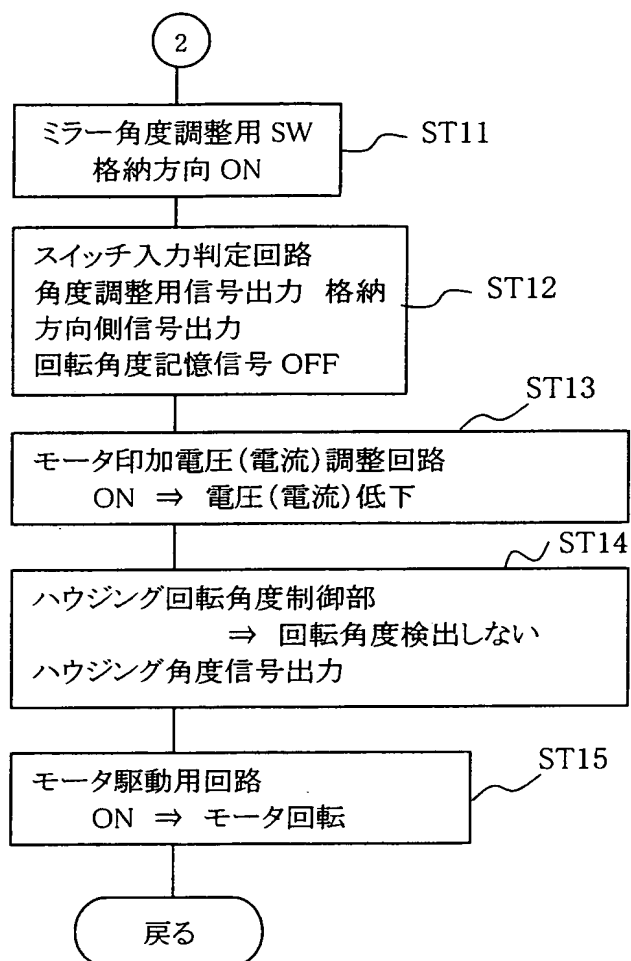 2
ミラー角度調整用 SW
格納方向 ON
ST11
スイッチ入力判定回路
角度調整用信号出力 格納
方向側信号出力
回転角度記憶信号 OFF
ST12
ST13
モータ印加電圧(電流)調整回路
ON ⇒ 電圧(電流)低下
ST14
ハウジング回転角度制御部
⇒ 回転角度検出しない
ハウジング角度信号出力
ST15
モータ駆動用回路
ON ⇒ モータ回転
戻る